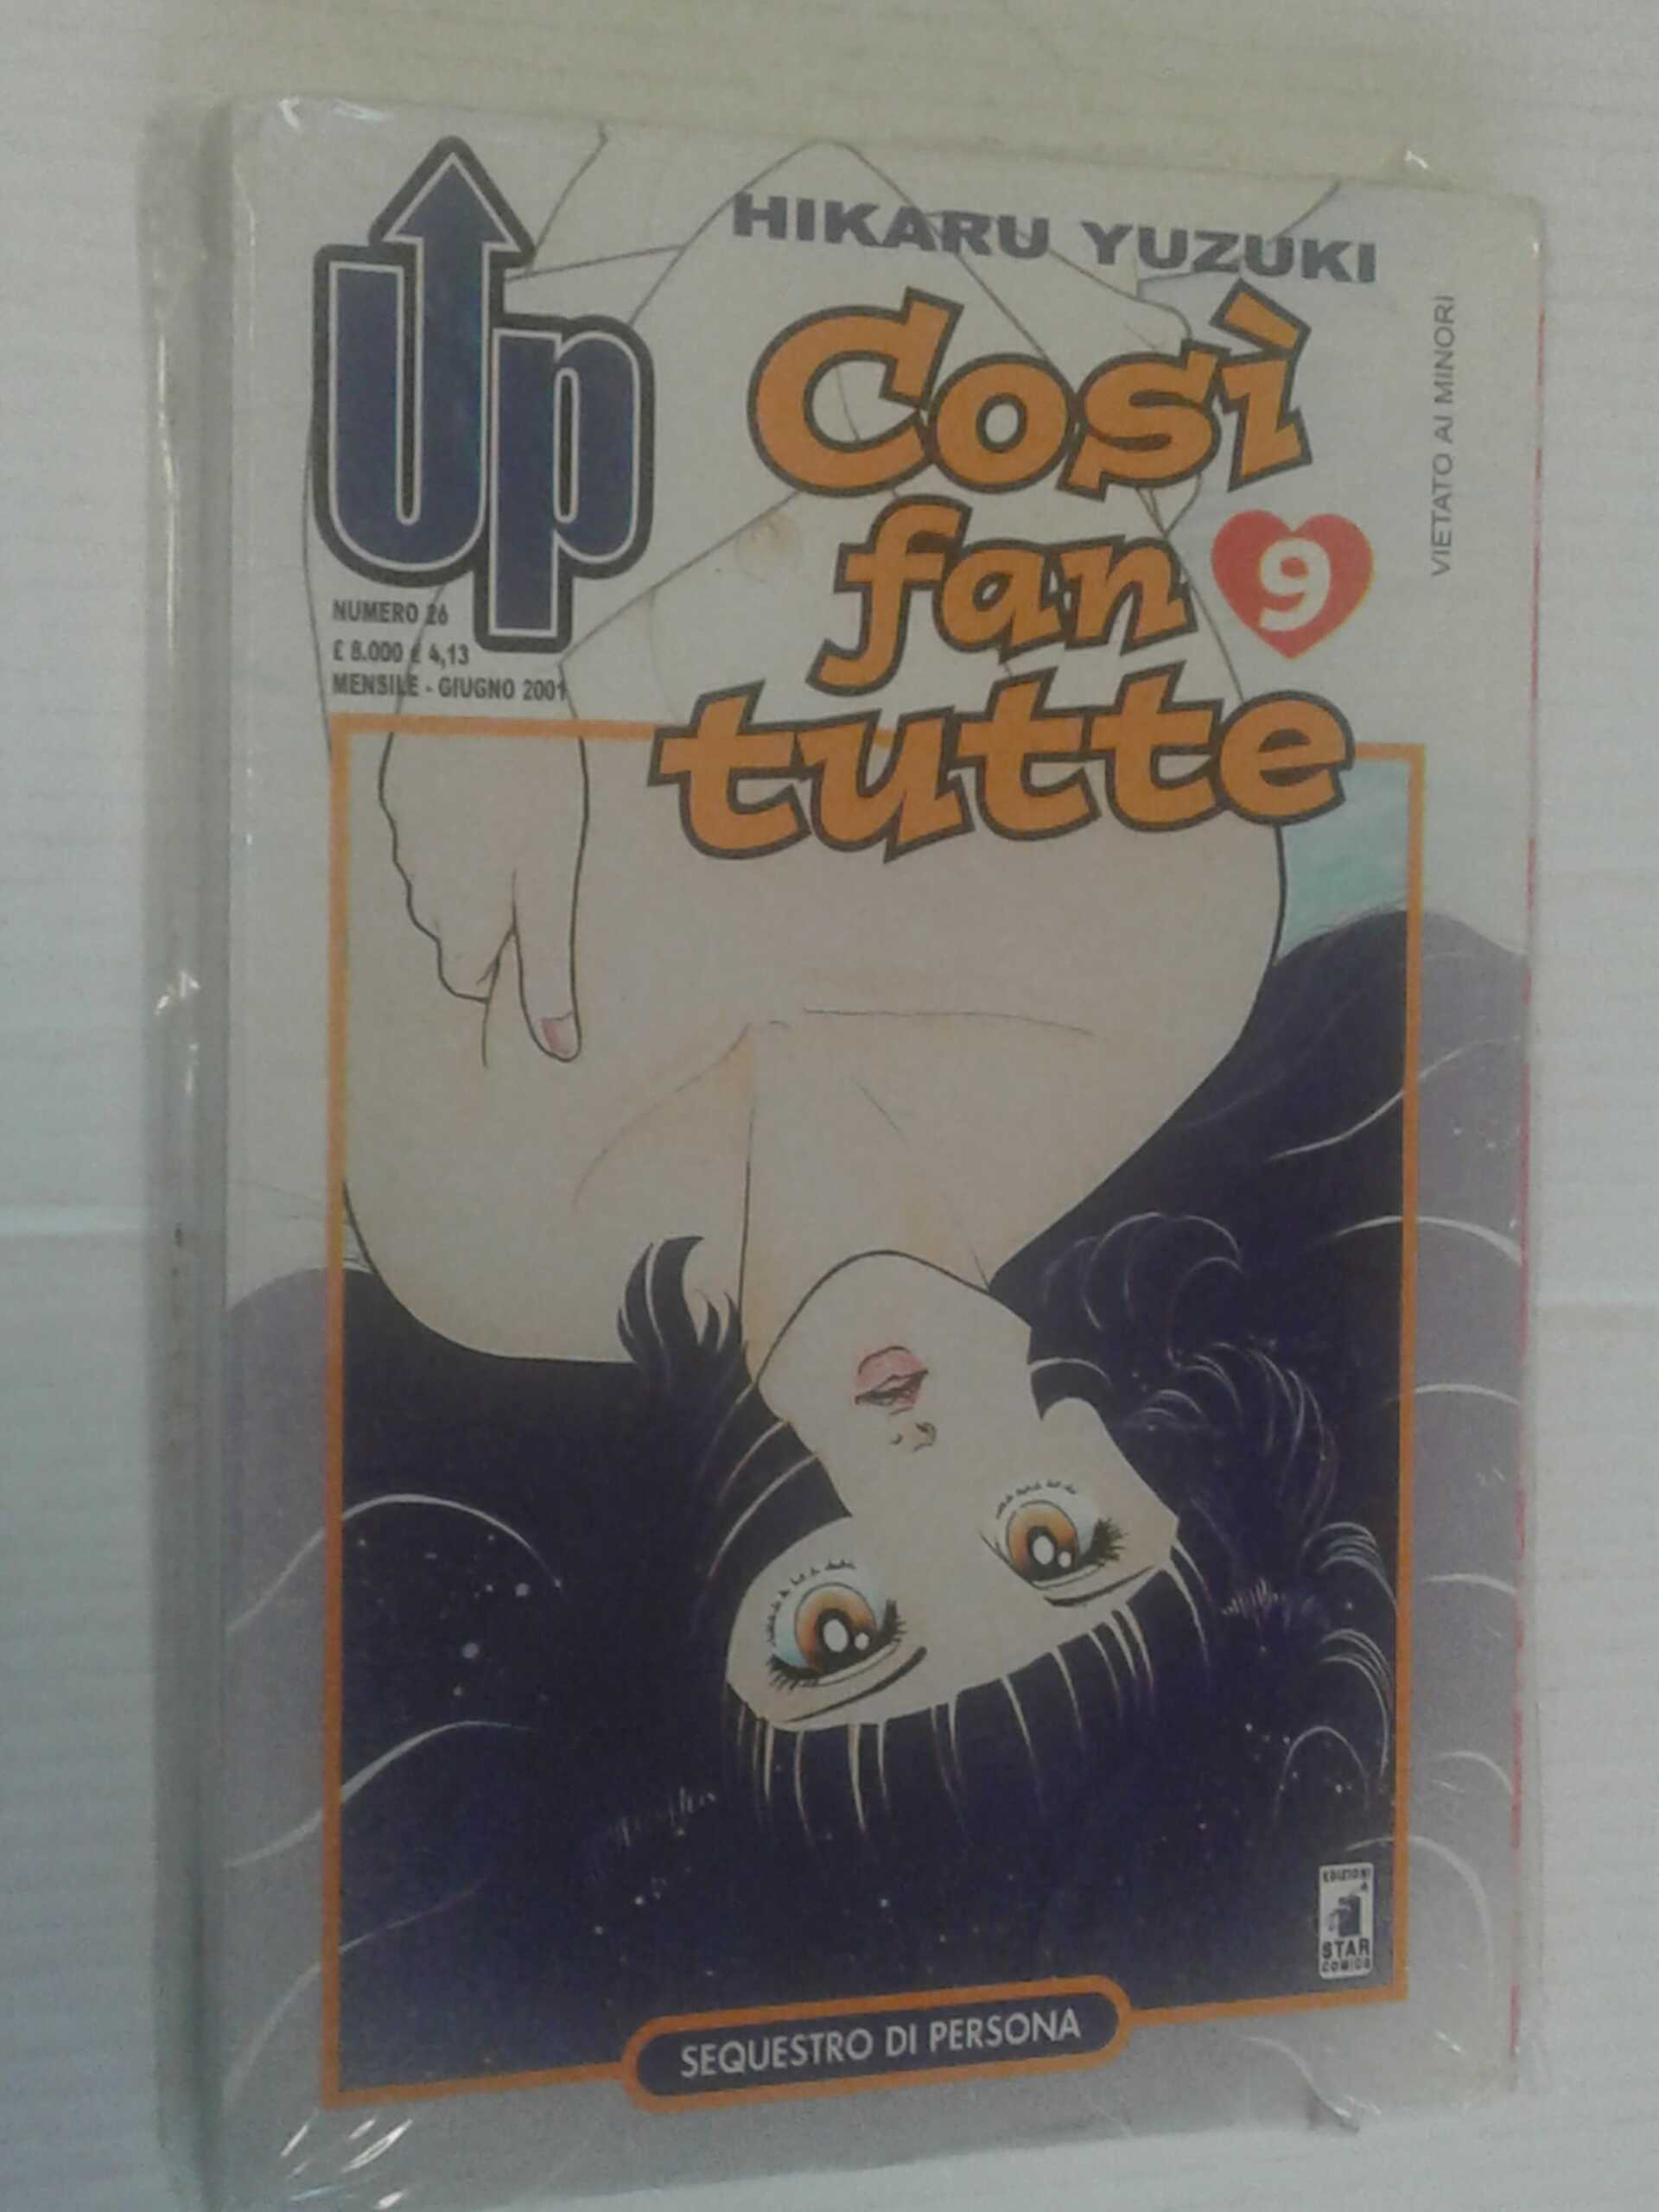 Up
HIKARU YUZUKI
Così
fan
tutte
9
VIETATO AI MINORI
NUMERO 26
£ 8.000 € 4,13
MENSILE - GIUGNO 2001
EDIZIONI
STAR
COMICS
SEQUESTRO DI PERSONA